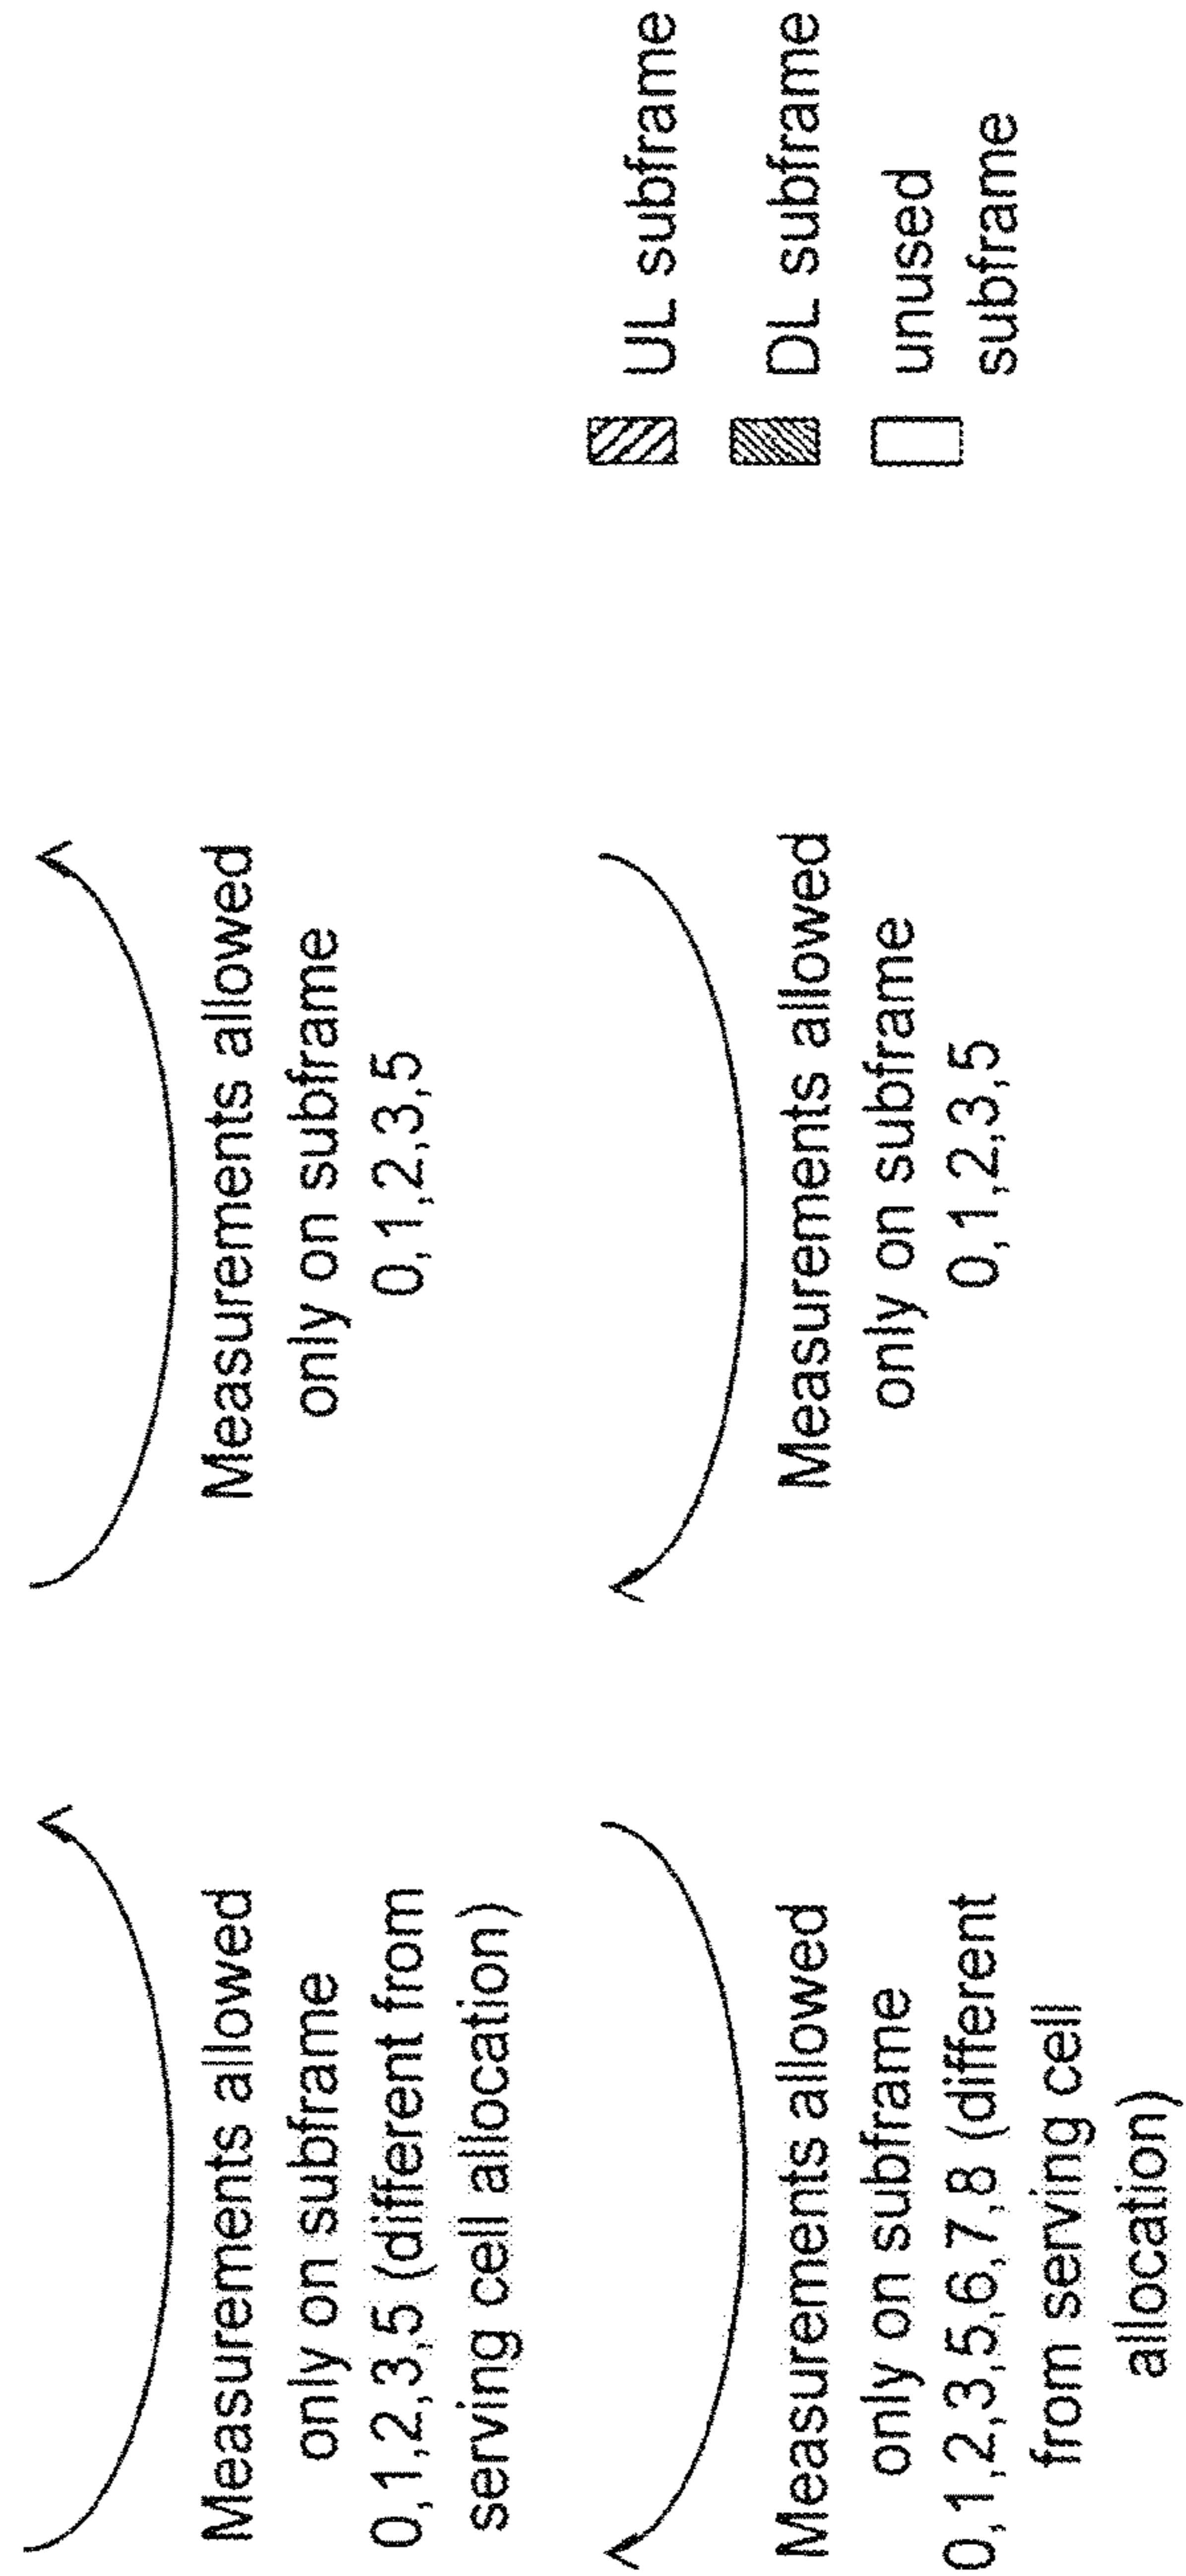 Measurements allowed
only on subframe
0,1,2,3,5 (different from
serving cell allocation)
Measurements allowed
only on subframe
0,1,2,3,5
Measurements allowed
only on subframe
0,1,2,3,5,6,7,8 (different
from serving cell
allocation)
Measurements allowed
only on subframe
0,1,2,3,5
UL subframe
DL subframe
unused
subframe